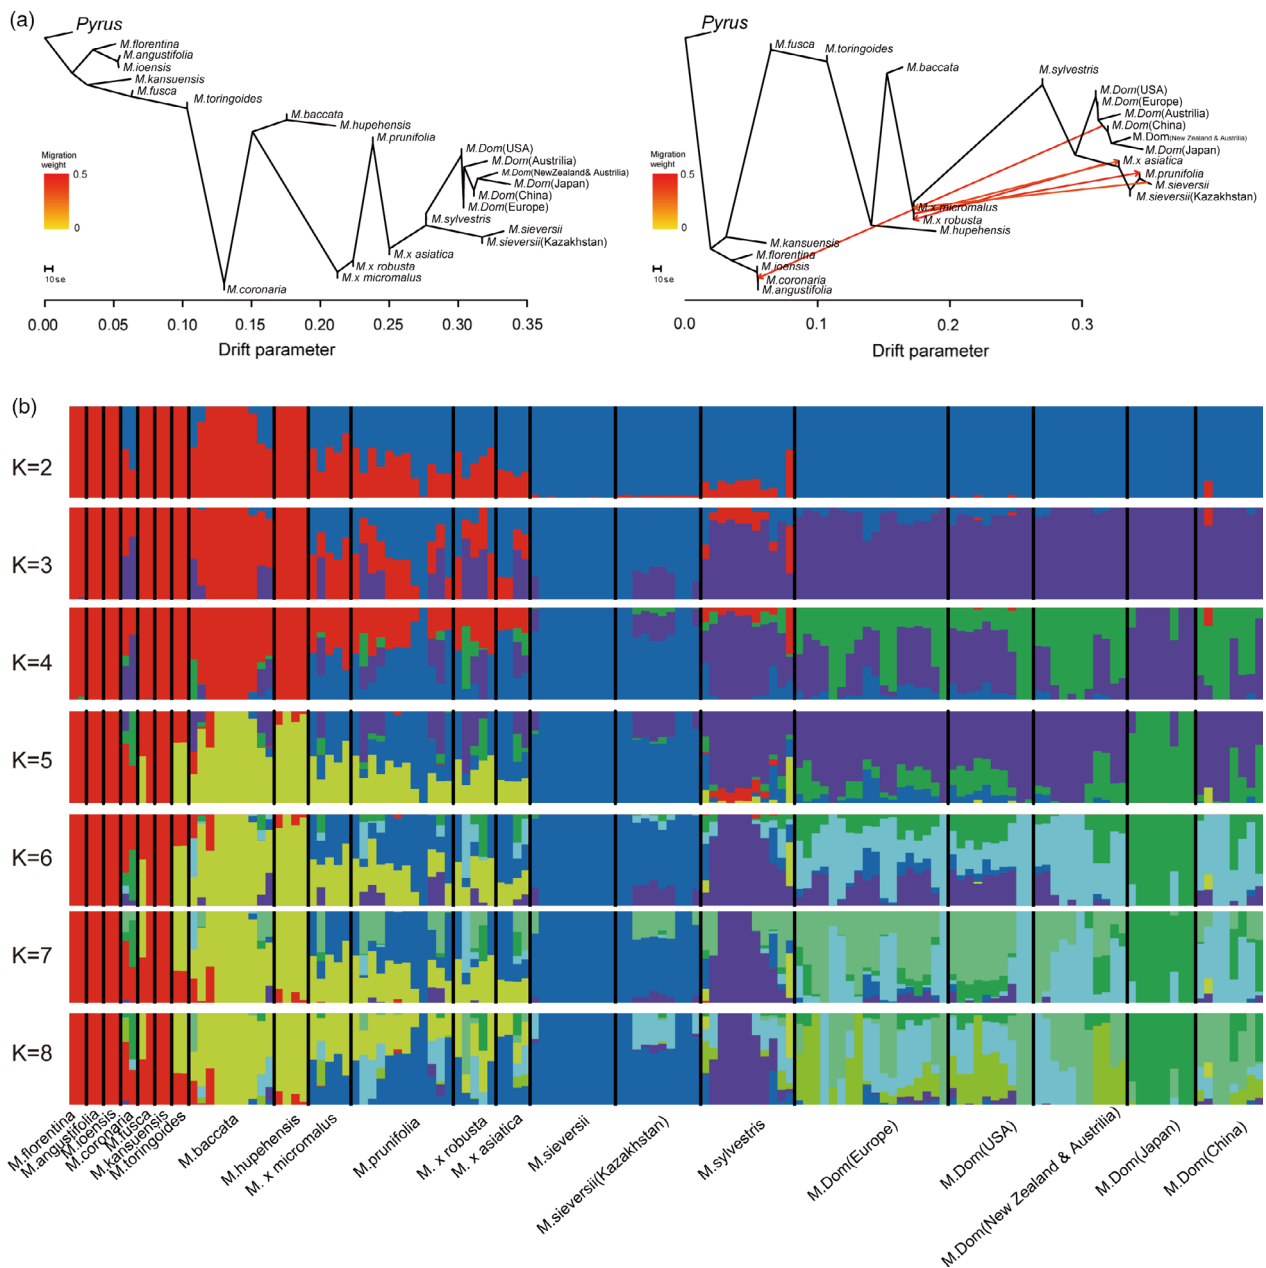 (a)
Pyrus
M.florentina
M.angustifolia
M.ioensis
M.kansuensis
M.fusca
M.toringoides
M.baccata
M.hupehensis
M.prunifolia
M.Dom(USA)
M.Dom(Austrilia)
M.Dom(NewZealand& Austrilia)
M.Dom(Japan)
M.Dom(China)
M.Dom(Europe)
M.sylvestris
M.sieversii
M.sieversii(Kazakhstan)
M.x asiatica
M.x robusta
M.x micromalus
M.coronaria
Migration
weight
0.5
0
10 s.e.
0.00 0.05 0.10 0.15 0.20 0.25 0.30 0.35
Drift parameter
Pyrus
M.fusca
M.toringoides
M.baccata
M.sylvestris
M.Dom(USA)
M.Dom(Europe)
M.Dom(Austrilia)
M.Dom(China)
M.Dom(New Zealand & Austrilia)
M.Dom(Japan)
M.x asiatica
M.prunifolia
M.sieversii
M.sieversii(Kazakhstan)
M.x micromalus
M.x robusta
M.hupehensis
M.kansuensis
M.florentina
M.ioensis
M.coronaria
M.angustifolia
Migration
weight
0.5
0
10 s.e.
0.0 0.1 0.2 0.3
Drift parameter
(b)
K=2
K=3
K=4
K=5
K=6
K=7
K=8
M.florentina
M.angustifolia
M.ioensis
M.coronaria
M.fusca
M.kansuensis
M.toringoides
M.baccata
M.hupehensis
M. x micromalus
M.prunifolia
M. x robusta
M. x asiatica
M.sieversii
M.sieversii(Kazakhstan)
M.sylvestris
M.Dom(Europe)
M.Dom(USA)
M.Dom(New Zealand & Austrilia)
M.Dom(Japan)
M.Dom(China)